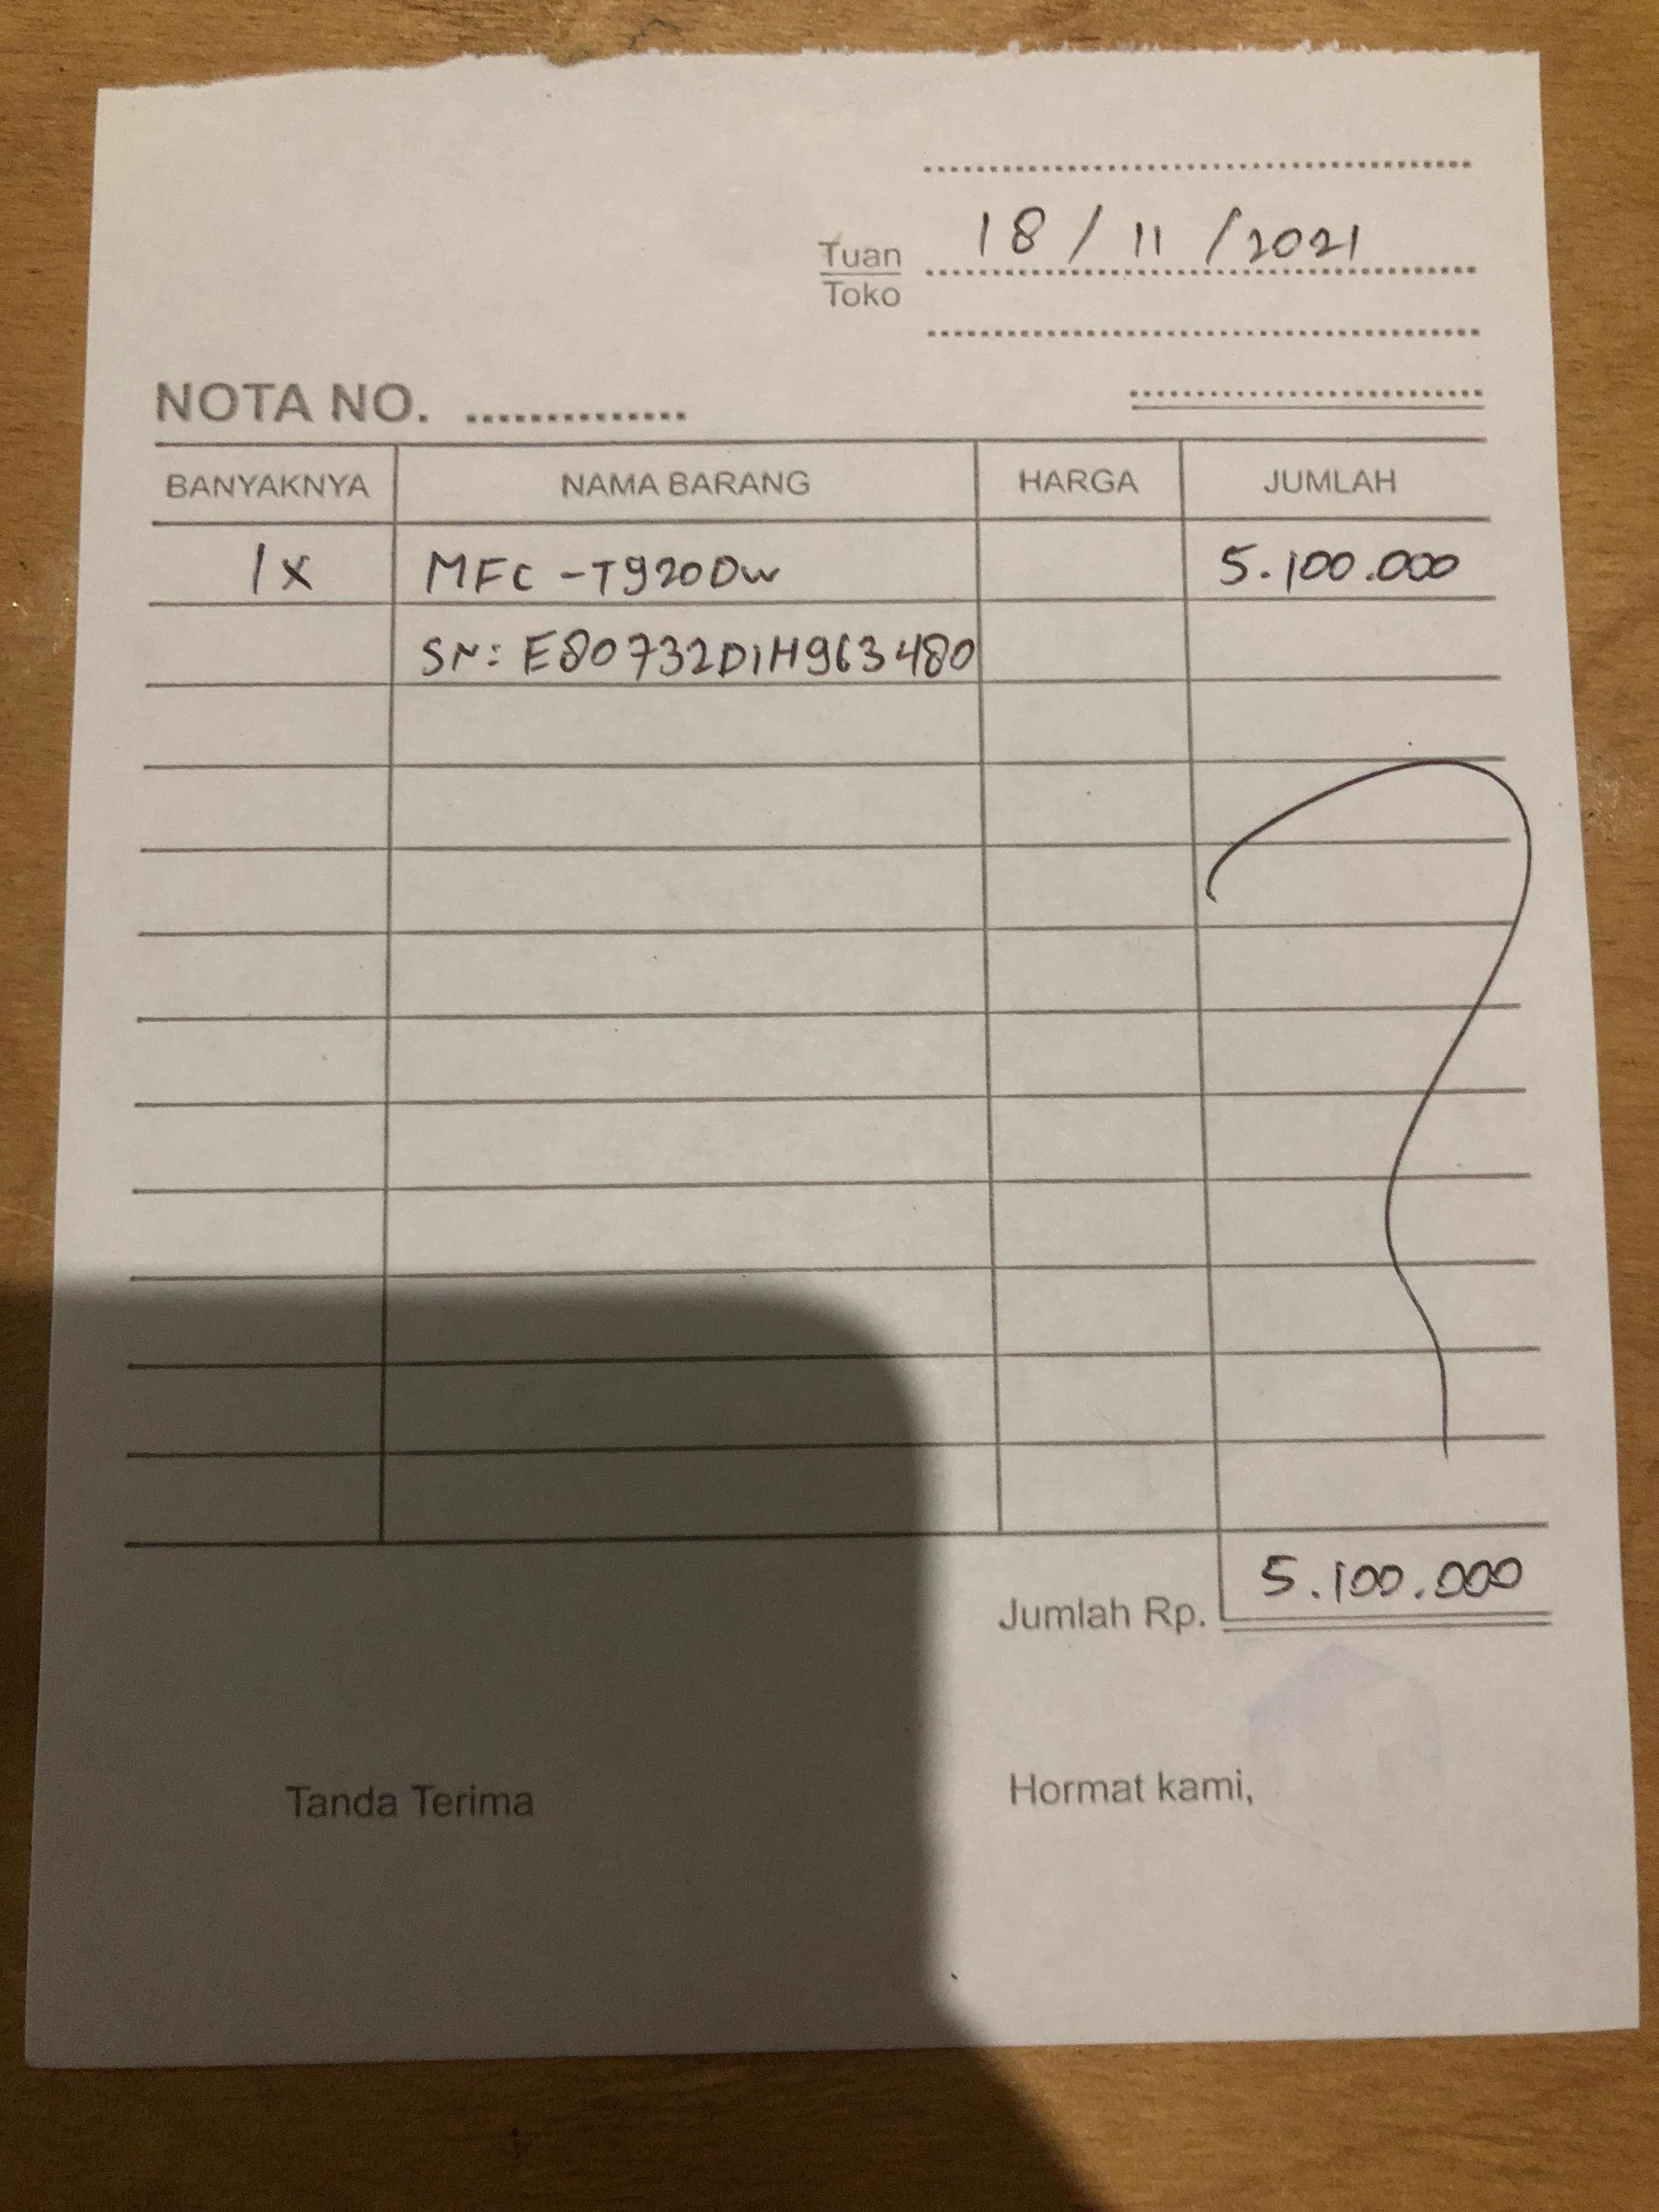 18 / 11 / 2021
Tuan
Toko
NOTA NO. ..............
BANYAKNYA NAMA BARANG HARGA JUMLAH
1x MFC -T920DW 5.100.000
SN: E80732D1H963480
Jumlah Rp. 5.100.000
Tanda Terima Hormat kami,